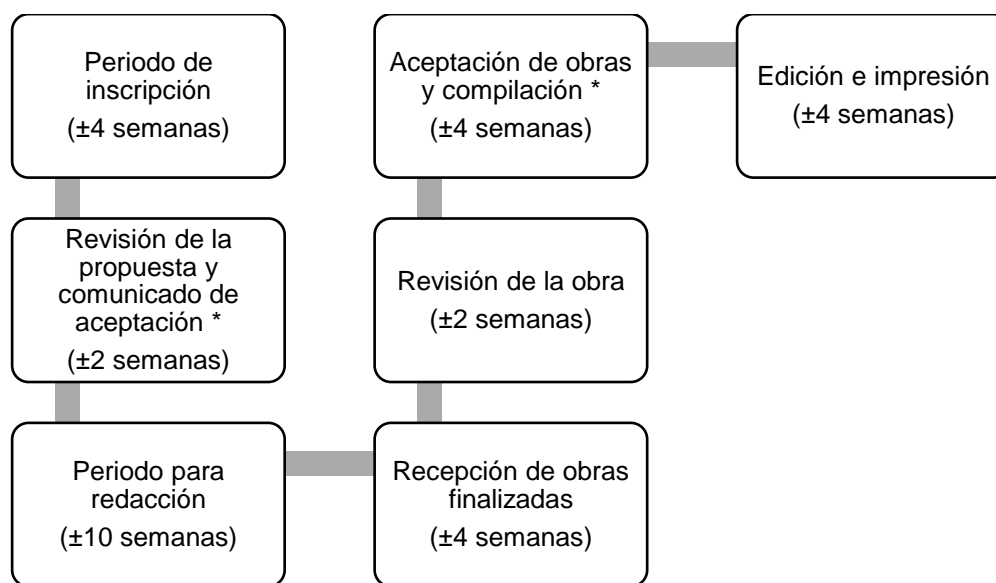 Periodo de
inscripción
(±4 semanas)
Revisión de la
propuesta y
comunicado de
aceptación *
(±2 semanas)
Periodo para
redacción
(±10 semanas)
Recepción de obras
finalizadas
(±4 semanas)
Revisión de la obra
(±2 semanas)
Aceptación de obras
y compilación *
(±4 semanas)
Edición e impresión
(±4 semanas)